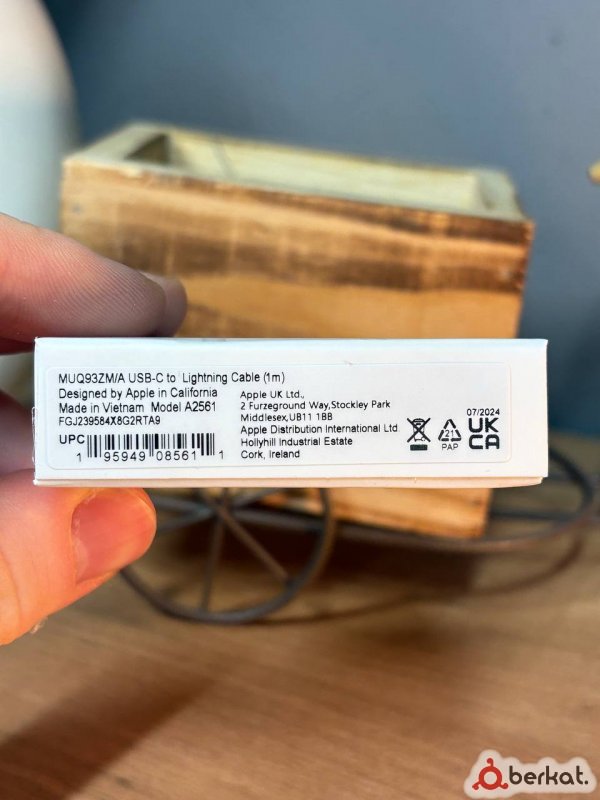 MUQ93ZM/A USB-C to Lightning Cable (1m)
Designed by Apple in California
Made in Vietnam Model A2561
FGJ239584X8G2RTA9
UPC
1 95949 08561 1
Apple UK Ltd.,
2 Furzeground Way,Stockley Park
Middlesex,UB11 1BB
Apple Distribution International Ltd
Hollyhill Industrial Estate
Cork, Ireland
21
PAP
07/2024
UK
CA
berkat.